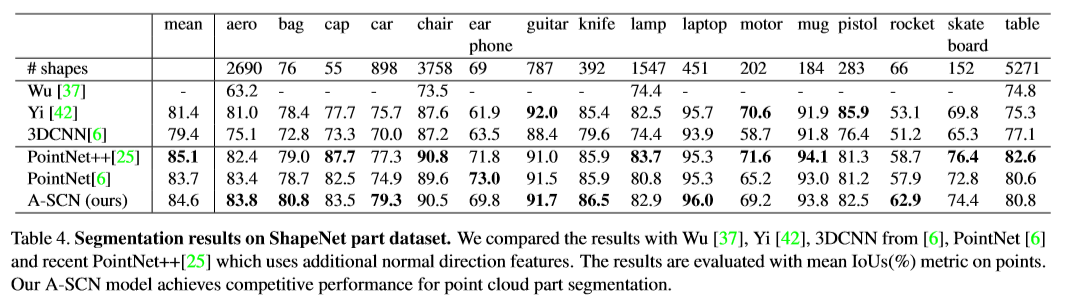 mean aero bag cap car chair ear phone guitar knife lamp laptop motor mug pistol rocket skate board table
# shapes 2690 76 55 898 3758 69 787 392 1547 451 202 184 283 66 152 5271
Wu [37] - 63.2 - - - 73.5 - - - 74.4 - - - - - - 74.8
Yi [42] 81.4 81.0 78.4 77.7 75.7 87.6 61.9 92.0 85.4 82.5 95.7 70.6 91.9 85.9 53.1 69.8 75.3
3DCNN[6] 79.4 75.1 72.8 73.3 70.0 87.2 63.5 88.4 79.6 74.4 93.9 58.7 91.8 76.4 51.2 65.3 77.1
PointNet++[25] 85.1 82.4 79.0 87.7 77.3 90.8 71.8 91.0 85.9 83.7 95.3 71.6 94.1 81.3 58.7 76.4 82.6
PointNet[6] 83.7 83.4 78.7 82.5 74.9 89.6 73.0 91.5 85.9 80.8 95.3 65.2 93.0 81.2 57.9 72.8 80.6
A-SCN (ours) 84.6 83.8 80.8 83.5 79.3 90.5 69.8 91.7 86.5 82.9 96.0 69.2 93.8 82.5 62.9 74.4 80.8
Table 4. Segmentation results on ShapeNet part dataset. We compared the results with Wu [37], Yi [42], 3DCNN from [6], PointNet [6]
and recent PointNet++[25] which uses additional normal direction features. The results are evaluated with mean IoUs(%) metric on points.
Our A-SCN model achieves competitive performance for point cloud part segmentation.